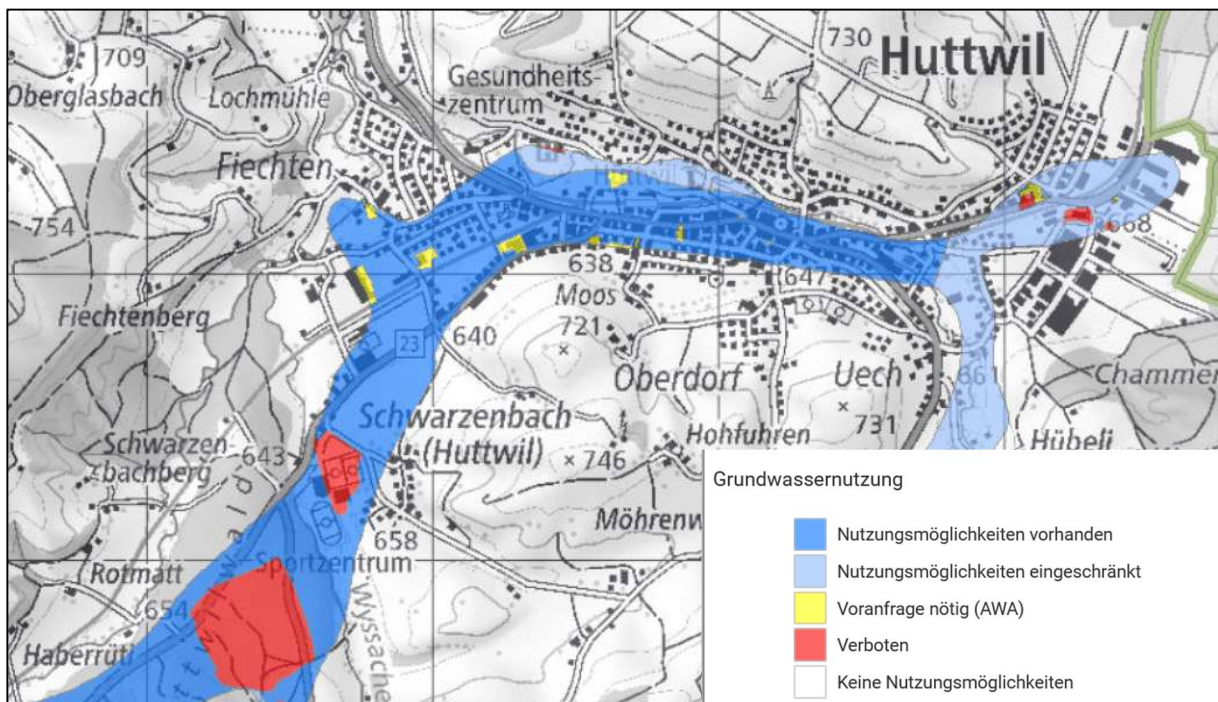 709
Oberglasbach
Lochmühle
Gesundheits-
zentrum
730
Huttwil
Fiechten
754
668
638
647
Moos
Fiechtenberg
721
640
23
Oberdorf
Uech
661
Chammer
Schwarzenbach
(Huttwil)
731
Hohfuhren
Hübeli
Schwarzen-
bachberg
643
746
Möhrenw
658
Sportzentrum
Rotmatt
654
Haberrüti
Wyssache
Grundwassernutzung
Nutzungsmöglichkeiten vorhanden
Nutzungsmöglichkeiten eingeschränkt
Voranfrage nötig (AWA)
Verboten
Keine Nutzungsmöglichkeiten